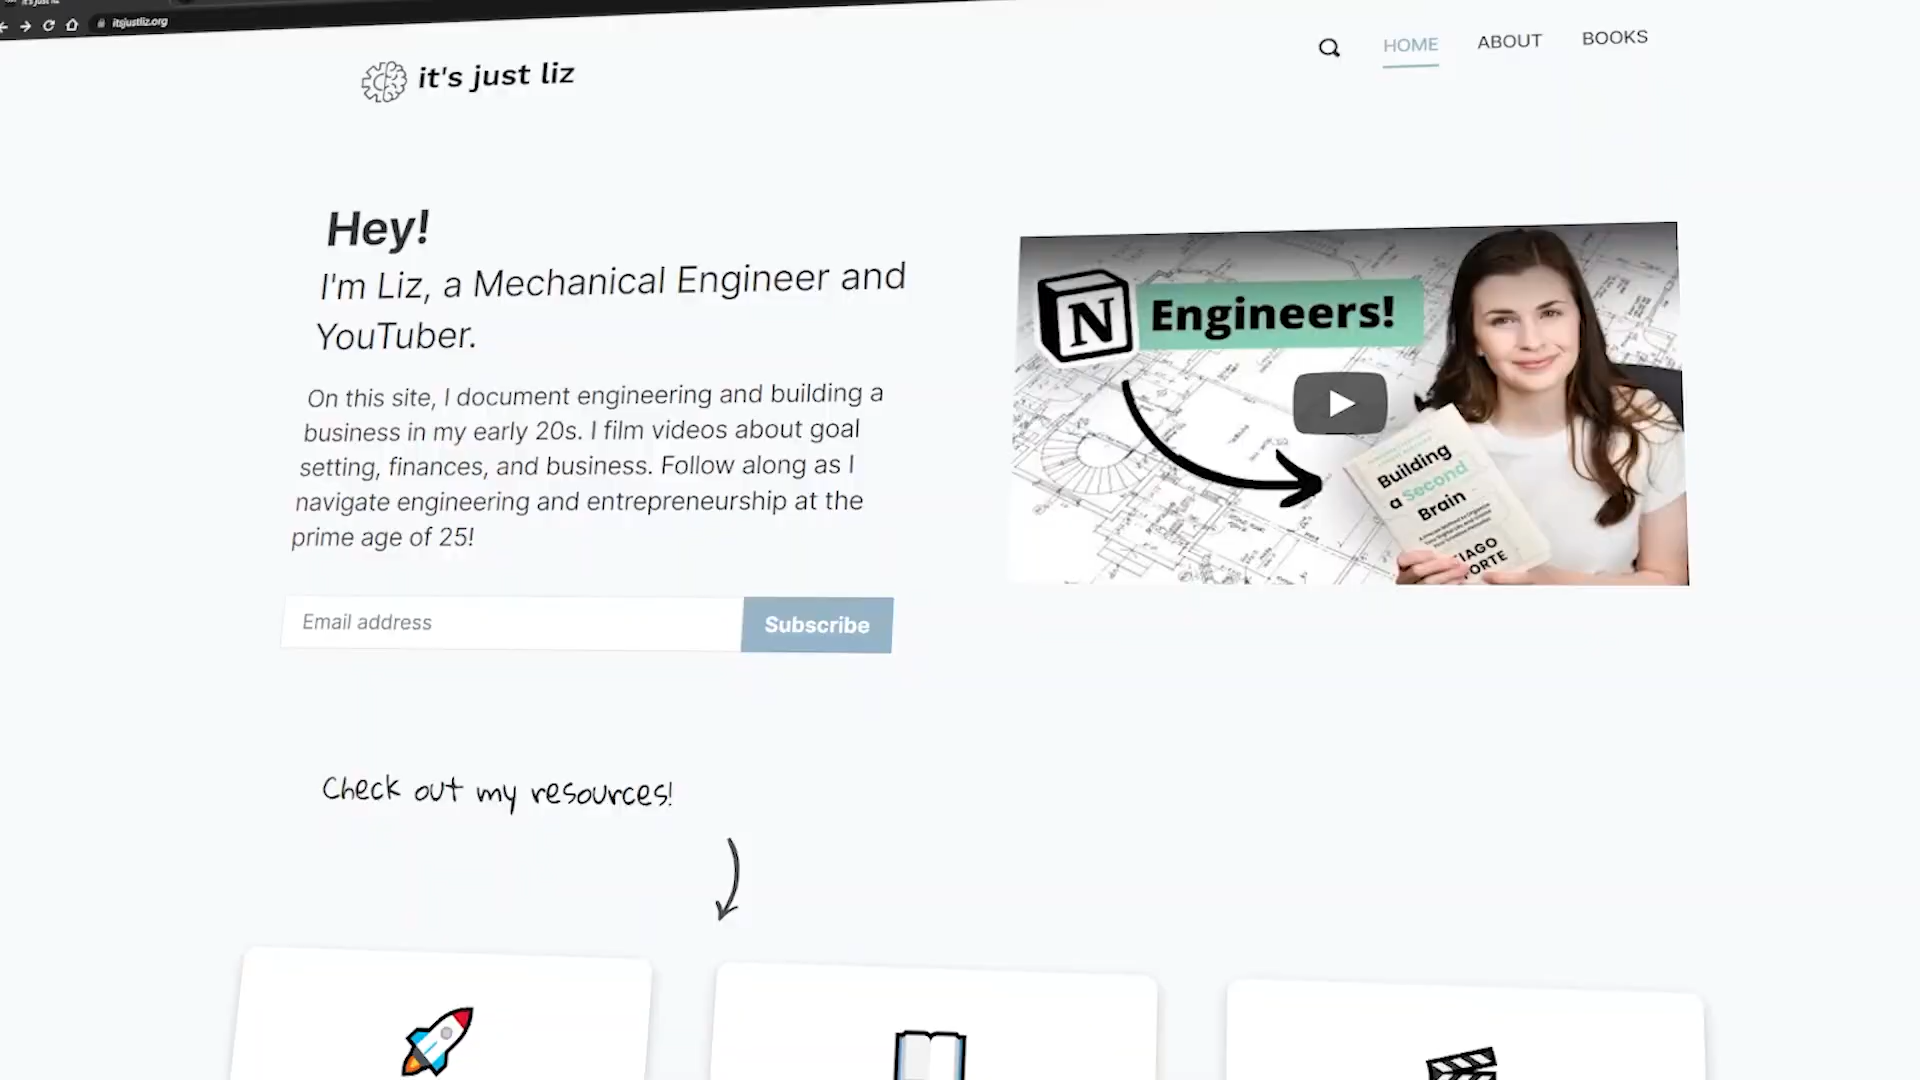 it's just liz
itsjustliz.org
it's just liz
HOME
ABOUT
BOOKS
Hey!
I'm Liz, a Mechanical Engineer and
YouTuber.
On this site, I document engineering and building a
business in my early 20s. I film videos about goal
setting, finances, and business. Follow along as I
navigate engineering and entrepreneurship at the
prime age of 25!
Email address
Subscribe
N
Engineers!
Building
a Second
Brain
Check out my resources!